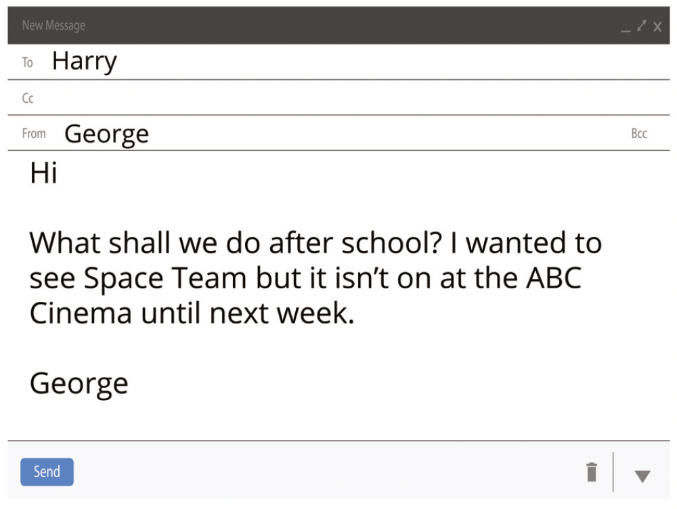 New Message
To Harry
Cc
From George Bcc
Hi
What shall we do after school? I wanted to
see Space Team but it isn’t on at the ABC
Cinema until next week.
George
Send